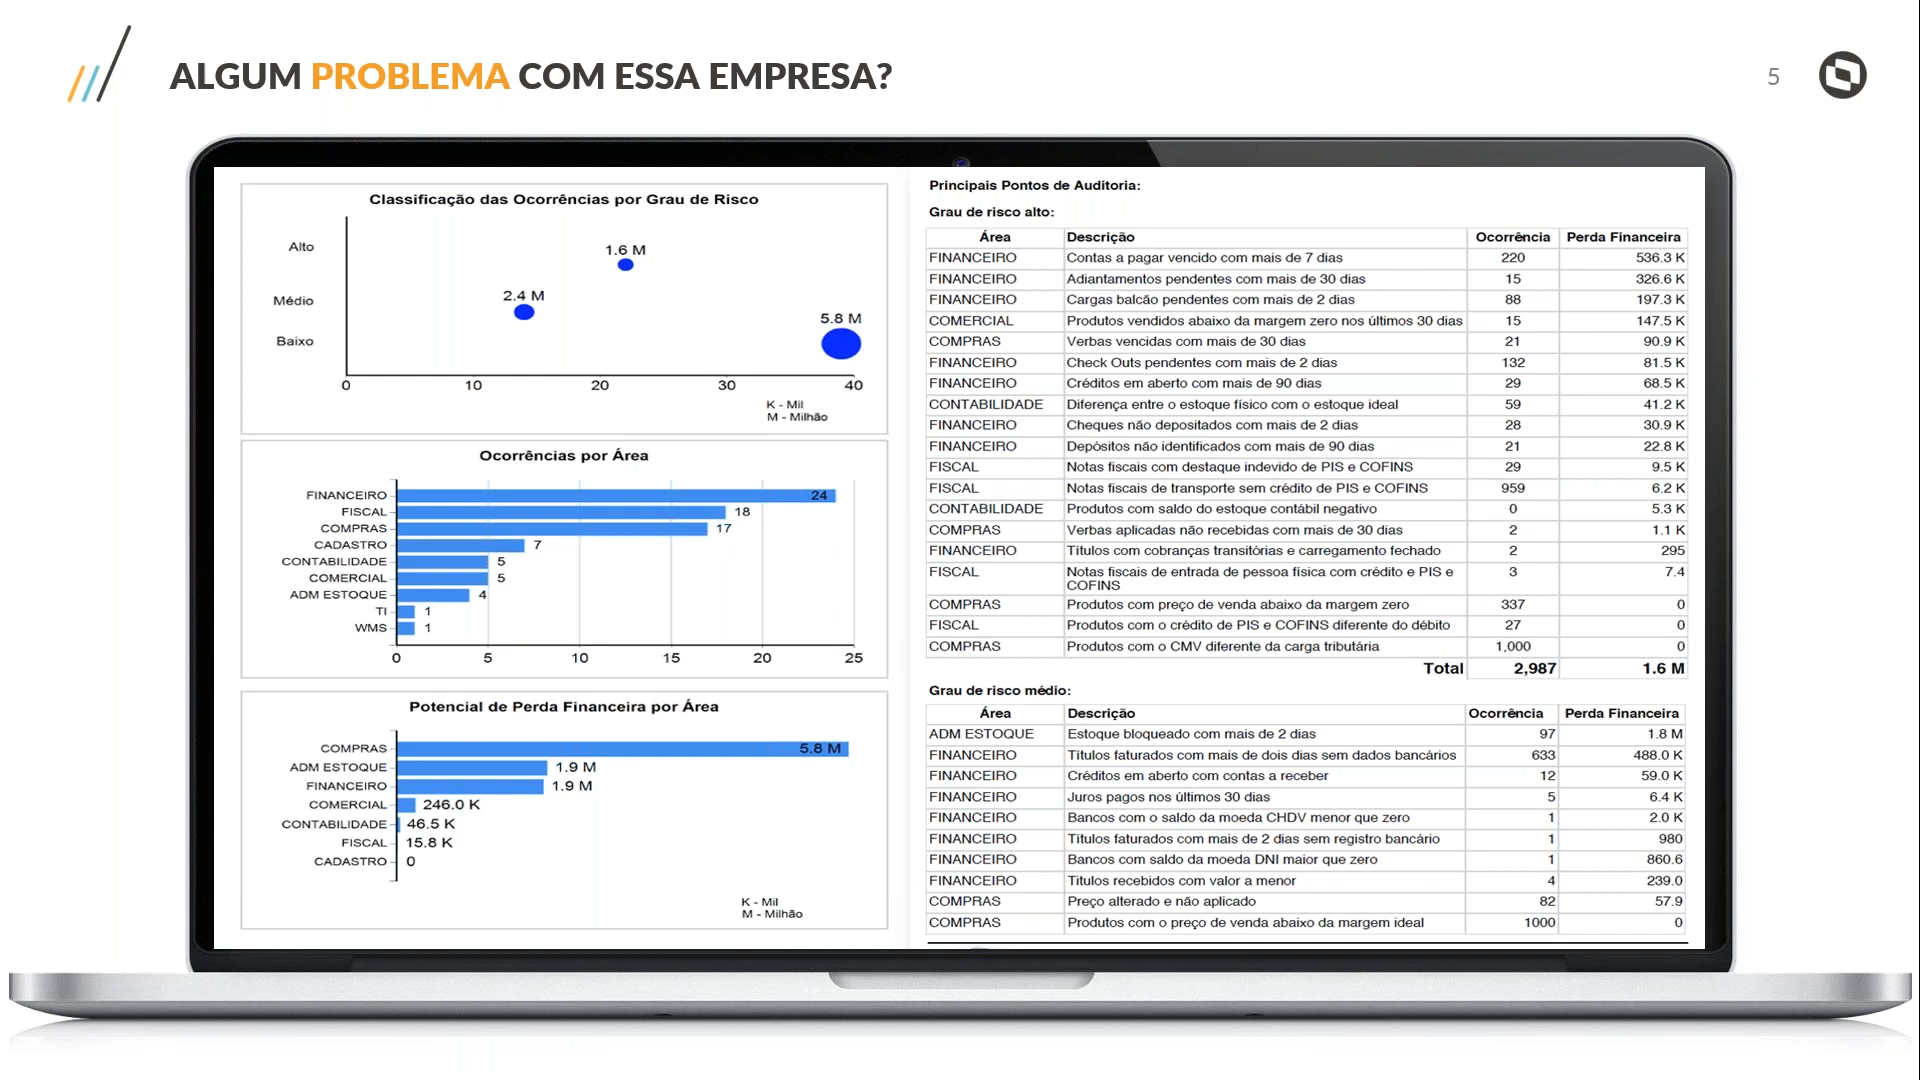 ALGUM PROBLEMA COM ESSA EMPRESA?
5
Classificação das Ocorrências por Grau de Risco
Alto
Médio
Baixo
1.6 M
2.4 M
5.8 M
0 10 20 30 40
K - Mil
M - Milhão
Ocorrências por Área
FINANCEIRO 24
FISCAL 18
COMPRAS 17
CADASTRO 7
CONTABILIDADE 5
COMERCIAL 5
ADM ESTOQUE 4
TI 1
WMS 1
0 5 10 15 20 25
Potencial de Perda Financeira por Área
COMPRAS 5.8 M
ADM ESTOQUE 1.9 M
FINANCEIRO 1.9 M
COMERCIAL 246.0 K
CONTABILIDADE 46.5 K
FISCAL 15.8 K
CADASTRO 0
K - Mil
M - Milhão
Principais Pontos de Auditoria:
Grau de risco alto:
Área Descrição Ocorrência Perda Financeira
FINANCEIRO Contas a pagar vencido com mais de 7 dias 220 536.3 K
FINANCEIRO Adiantamentos pendentes com mais de 30 dias 15 326.6 K
FINANCEIRO Cargas balcão pendentes com mais de 2 dias 88 197.3 K
COMERCIAL Produtos vendidos abaixo da margem zero nos últimos 30 dias 15 147.5 K
COMPRAS Verbas vencidas com mais de 30 dias 21 90.9 K
FINANCEIRO Check Outs pendentes com mais de 2 dias 132 81.5 K
FINANCEIRO Créditos em aberto com mais de 90 dias 29 68.5 K
CONTABILIDADE Diferença entre o estoque físico com o estoque ideal 59 41.2 K
FINANCEIRO Cheques não depositados com mais de 2 dias 28 30.9 K
FINANCEIRO Depósitos não identificados com mais de 90 dias 21 22.8 K
FISCAL Notas fiscais com destaque indevido de PIS e COFINS 29 9.5 K
FISCAL Notas fiscais de transporte sem crédito de PIS e COFINS 959 6.2 K
CONTABILIDADE Produtos com saldo do estoque contábil negativo 0 5.3 K
COMPRAS Verbas aplicadas não recebidas com mais de 30 dias 2 1.1 K
FINANCEIRO Títulos com cobranças transitórias e carregamento fechado 2 295
FISCAL Notas fiscais de entrada de pessoa física com crédito e PIS e 3 7.4
COFINS
COMPRAS Produtos com preço de venda abaixo da margem zero 337 0
FISCAL Produtos com o crédito de PIS e COFINS diferente do débito 27 0
COMPRAS Produtos com o CMV diferente da carga tributária 1,000 0
Total 2,987 1.6 M
Grau de risco médio:
Área Descrição Ocorrência Perda Financeira
ADM ESTOQUE Estoque bloqueado com mais de 2 dias 97 1.8 M
FINANCEIRO Títulos faturados com mais de dois dias sem dados bancários 633 488.0 K
FINANCEIRO Créditos em aberto com contas a receber 12 59.0 K
FINANCEIRO Juros pagos nos últimos 30 dias 5 6.4 K
FINANCEIRO Bancos com o saldo da moeda CHDV menor que zero 1 2.0 K
FINANCEIRO Títulos faturados com mais de 2 dias sem registro bancário 1 980
FINANCEIRO Bancos com saldo da moeda DNI maior que zero 1 860.6
FINANCEIRO Títulos recebidos com valor a menor 4 239.0
COMPRAS Preço alterado e não aplicado 82 57.9
COMPRAS Produtos com o preço de venda abaixo da margem ideal 1000 0